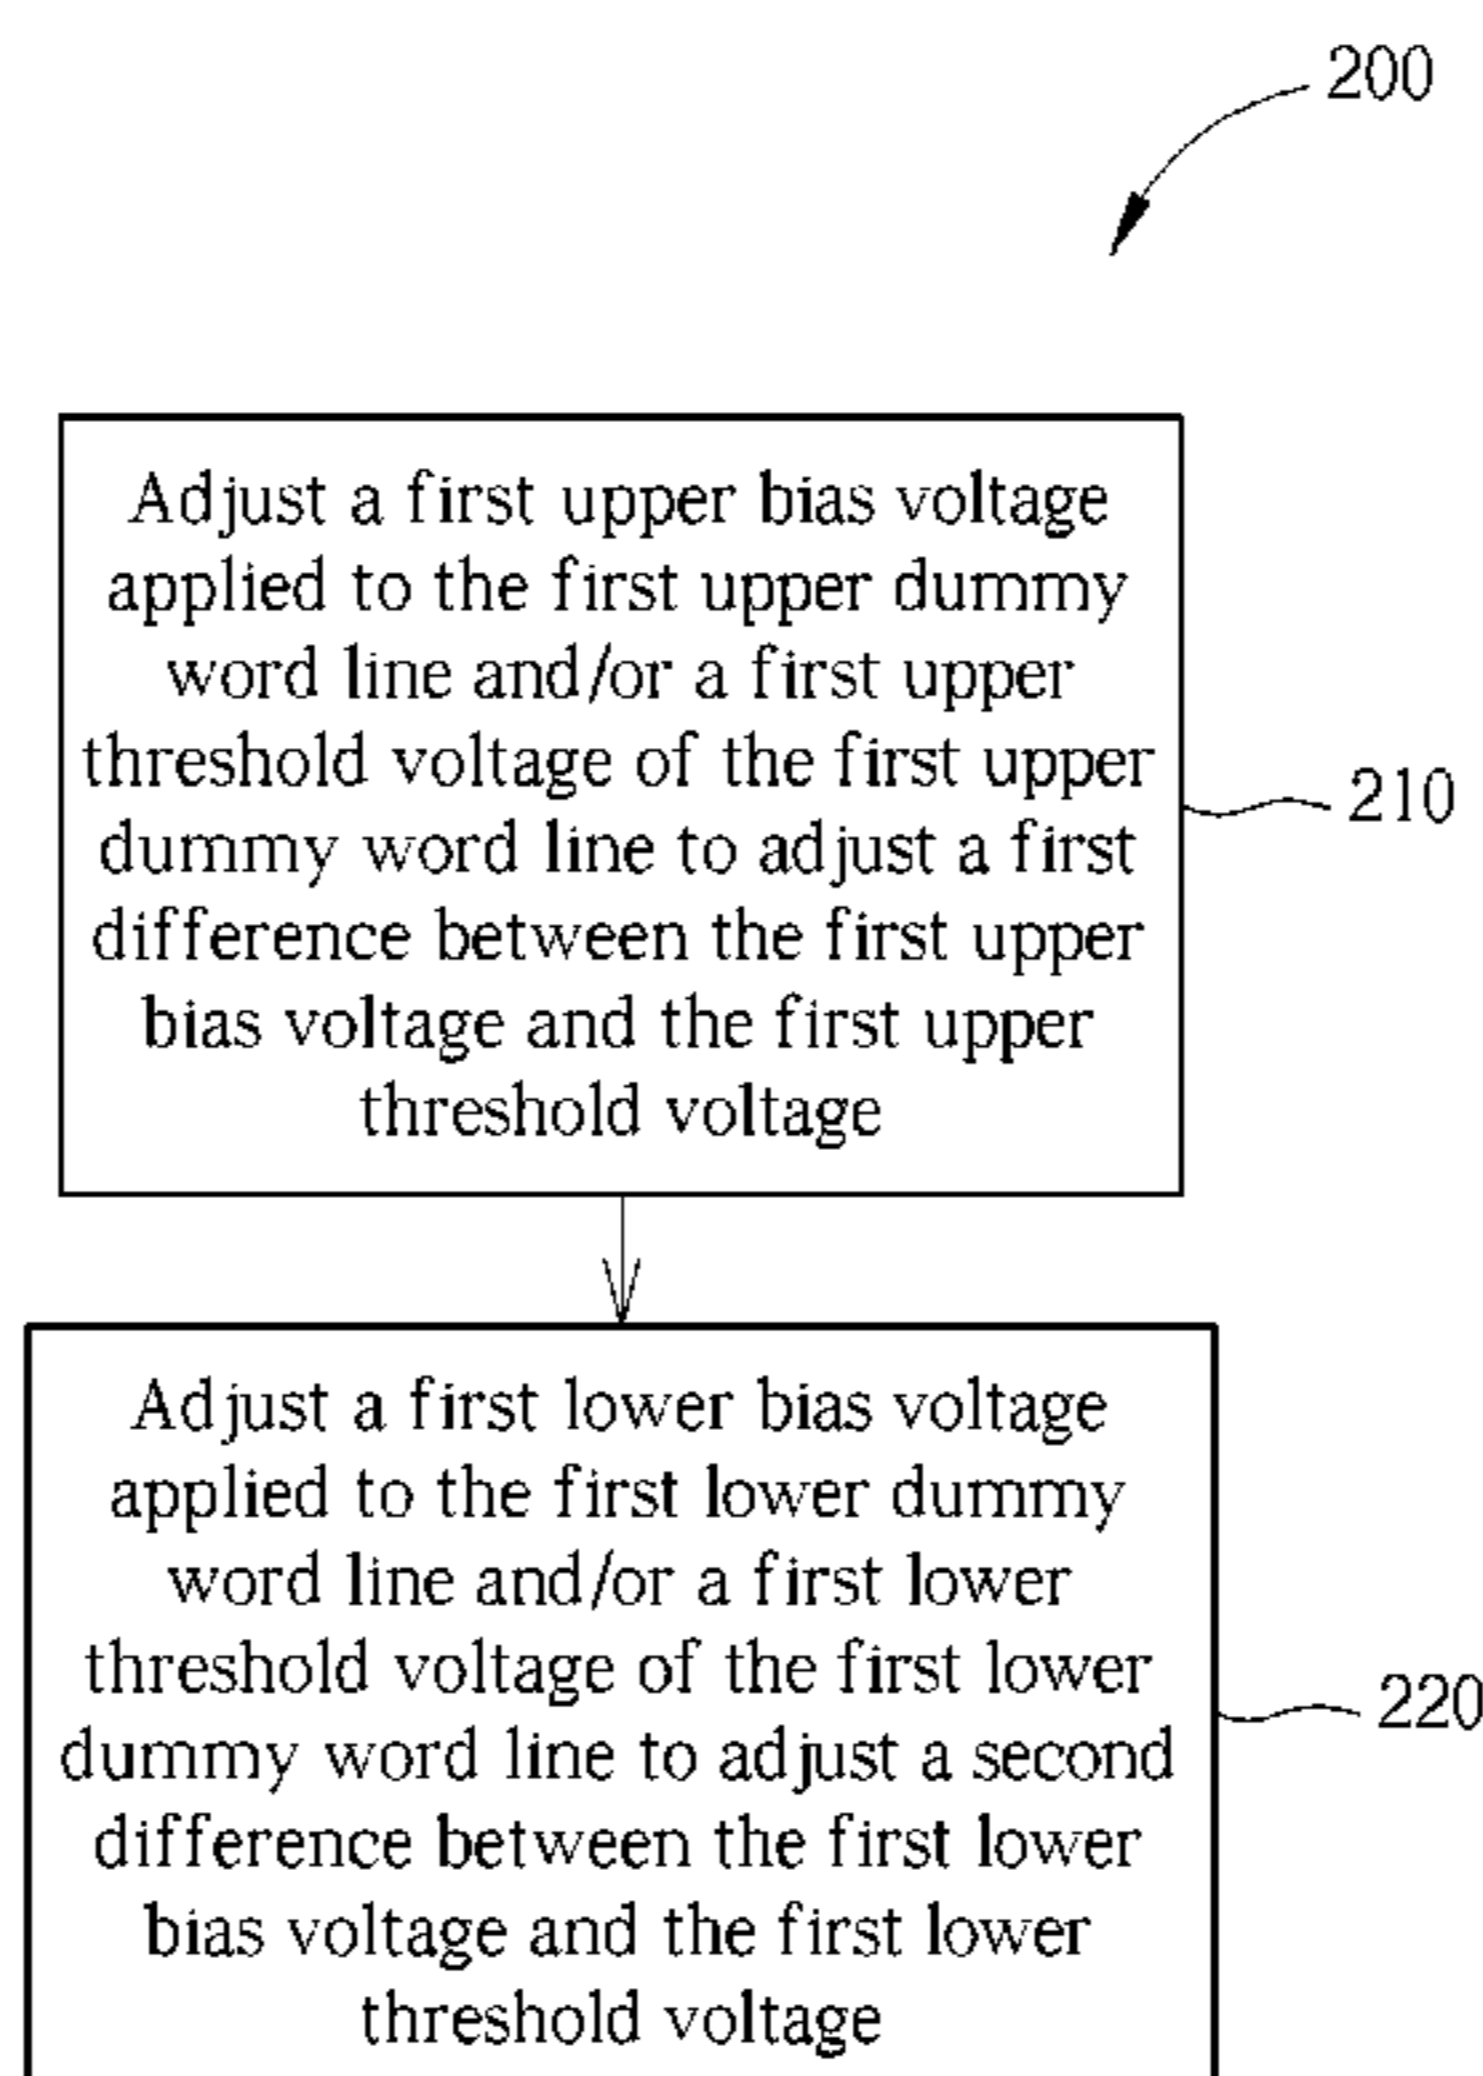 200
Adjust a first upper bias voltage
applied to the first upper dummy
word line and/or a first upper
threshold voltage of the first upper
dummy word line to adjust a first
difference between the first upper
bias voltage and the first upper
threshold voltage
210
Adjust a first lower bias voltage
applied to the first lower dummy
word line and/or a first lower
threshold voltage of the first lower
dummy word line to adjust a second
difference between the first lower
bias voltage and the first lower
threshold voltage
220